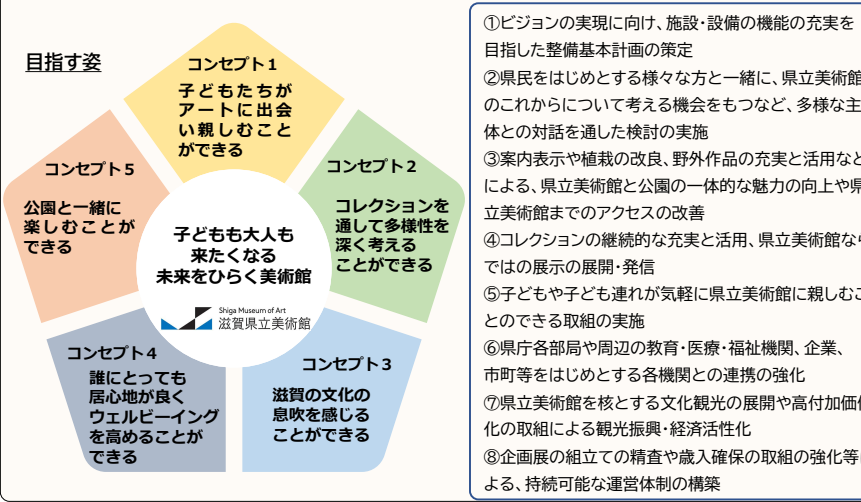 目指す姿
コンセプト1
子どもたちが
アートに出会
い親しむこと
ができる
コンセプト2
コレクションを
通して多様性を
深く考える
ことができる
コンセプト3
滋賀の文化の
息吹を感じる
ことができる
コンセプト4
誰にとっても
居心地が良く
ウェルビーイング
を高めることが
できる
コンセプト5
公園と一緒に
楽しむことが
できる
子どもも大人も
来たくなる
未来をひらく美術館
Shiga Museum of Art
滋賀県立美術館
①ビジョンの実現に向け、施設・設備の機能の充実を
目指した整備基本計画の策定
②県民をはじめとする様々な方と一緒に、県立美術館
のこれからについて考える機会をもつなど、多様な主
体との対話を通した検討の実施
③案内表示や植栽の改良、野外作品の充実と活用など
による、県立美術館と公園の一体的な魅力の向上や県
立美術館までのアクセスの改善
④コレクションの継続的な充実と活用、県立美術館なら
ではの展示の展開・発信
⑤子どもや子ども連れが気軽に県立美術館に親しむこ
とのできる取組の実施
⑥県庁各部局や周辺の教育・医療・福祉機関、企業、
市町等をはじめとする各機関との連携の強化
⑦県立美術館を核とする文化観光の展開や高付加価値
化の取組による観光振興・経済活性化
⑧企画展の組立ての精査や歳入確保の取組の強化等に
よる、持続可能な運営体制の構築